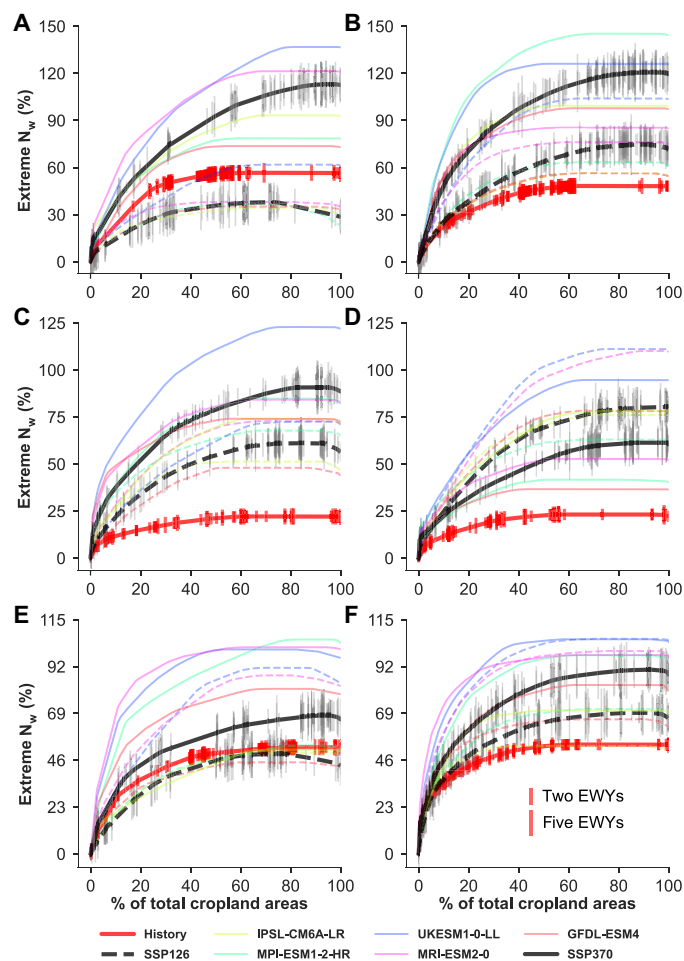 A
B
150
120
90
60
30
0
Extreme Nw (%)
0 20 40 60 80 100
150
120
90
60
30
0
0 20 40 60 80 100
C
D
125
100
75
50
25
0
Extreme Nw (%)
0 20 40 60 80 100
125
100
75
50
25
0
0 20 40 60 80 100
E
F
115
92
69
46
23
0
Extreme Nw (%)
0 20 40 60 80 100
% of total cropland areas
115
92
69
46
23
0
Two EWYs
Five EWYs
0 20 40 60 80 100
% of total cropland areas
History IPSL-CM6A-LR UKESM1-0-LL GFDL-ESM4
SSP126 MPI-ESM1-2-HR MRI-ESM2-0 SSP370